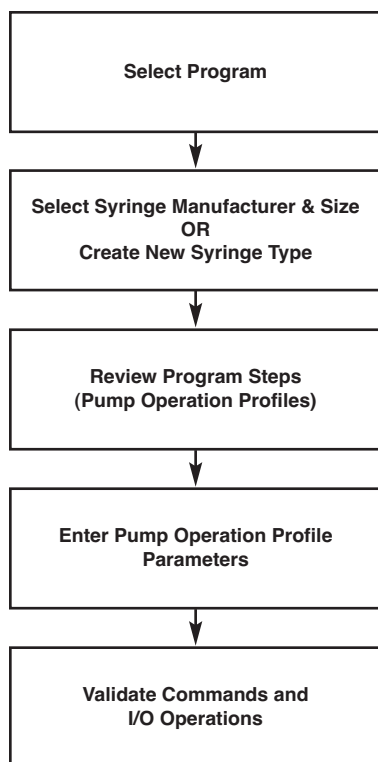 Select Program
Select Syringe Manufacturer & Size
OR
Create New Syringe Type
Review Program Steps
(Pump Operation Profiles)
Enter Pump Operation Profile
Parameters
Validate Commands and
I/O Operations